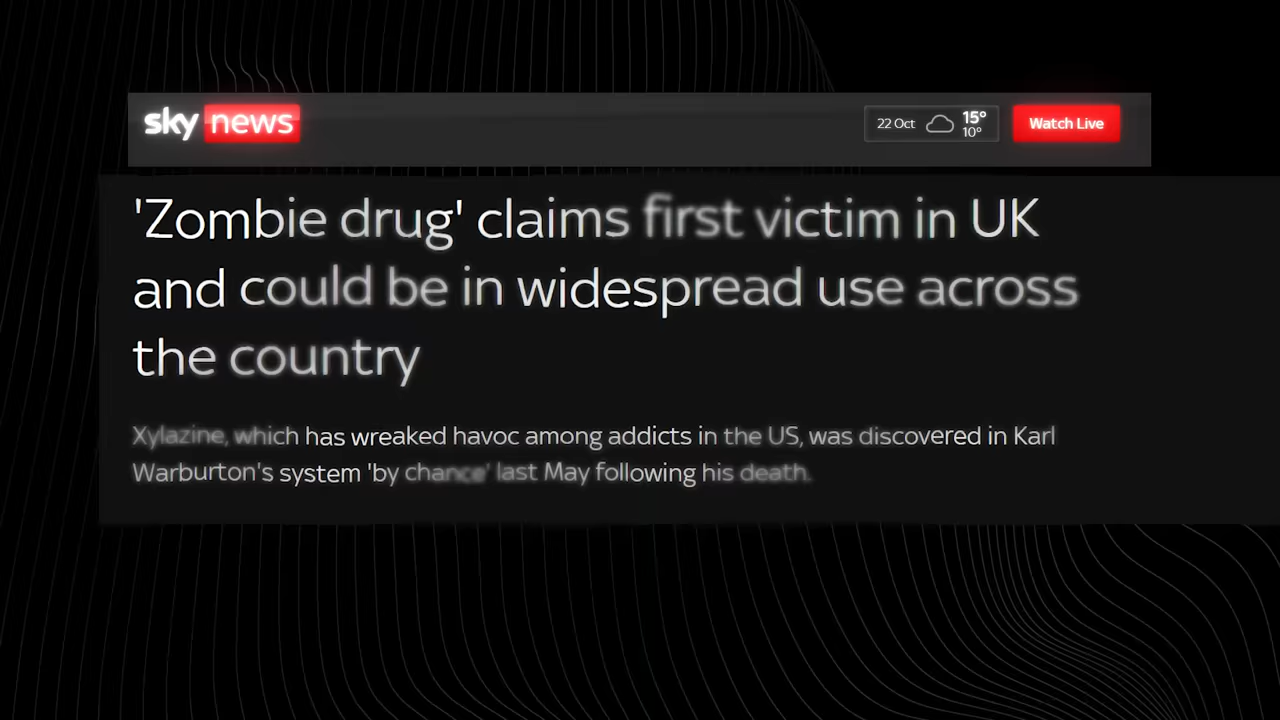 sky news
22 Oct 15° 10° Watch Live
'Zombie drug' claims first victim in UK
and could be in widespread use across
the country
Xylazine, which has wreaked havoc among addicts in the US, was discovered in Karl
Warburton's system 'by chance' last May following his death.